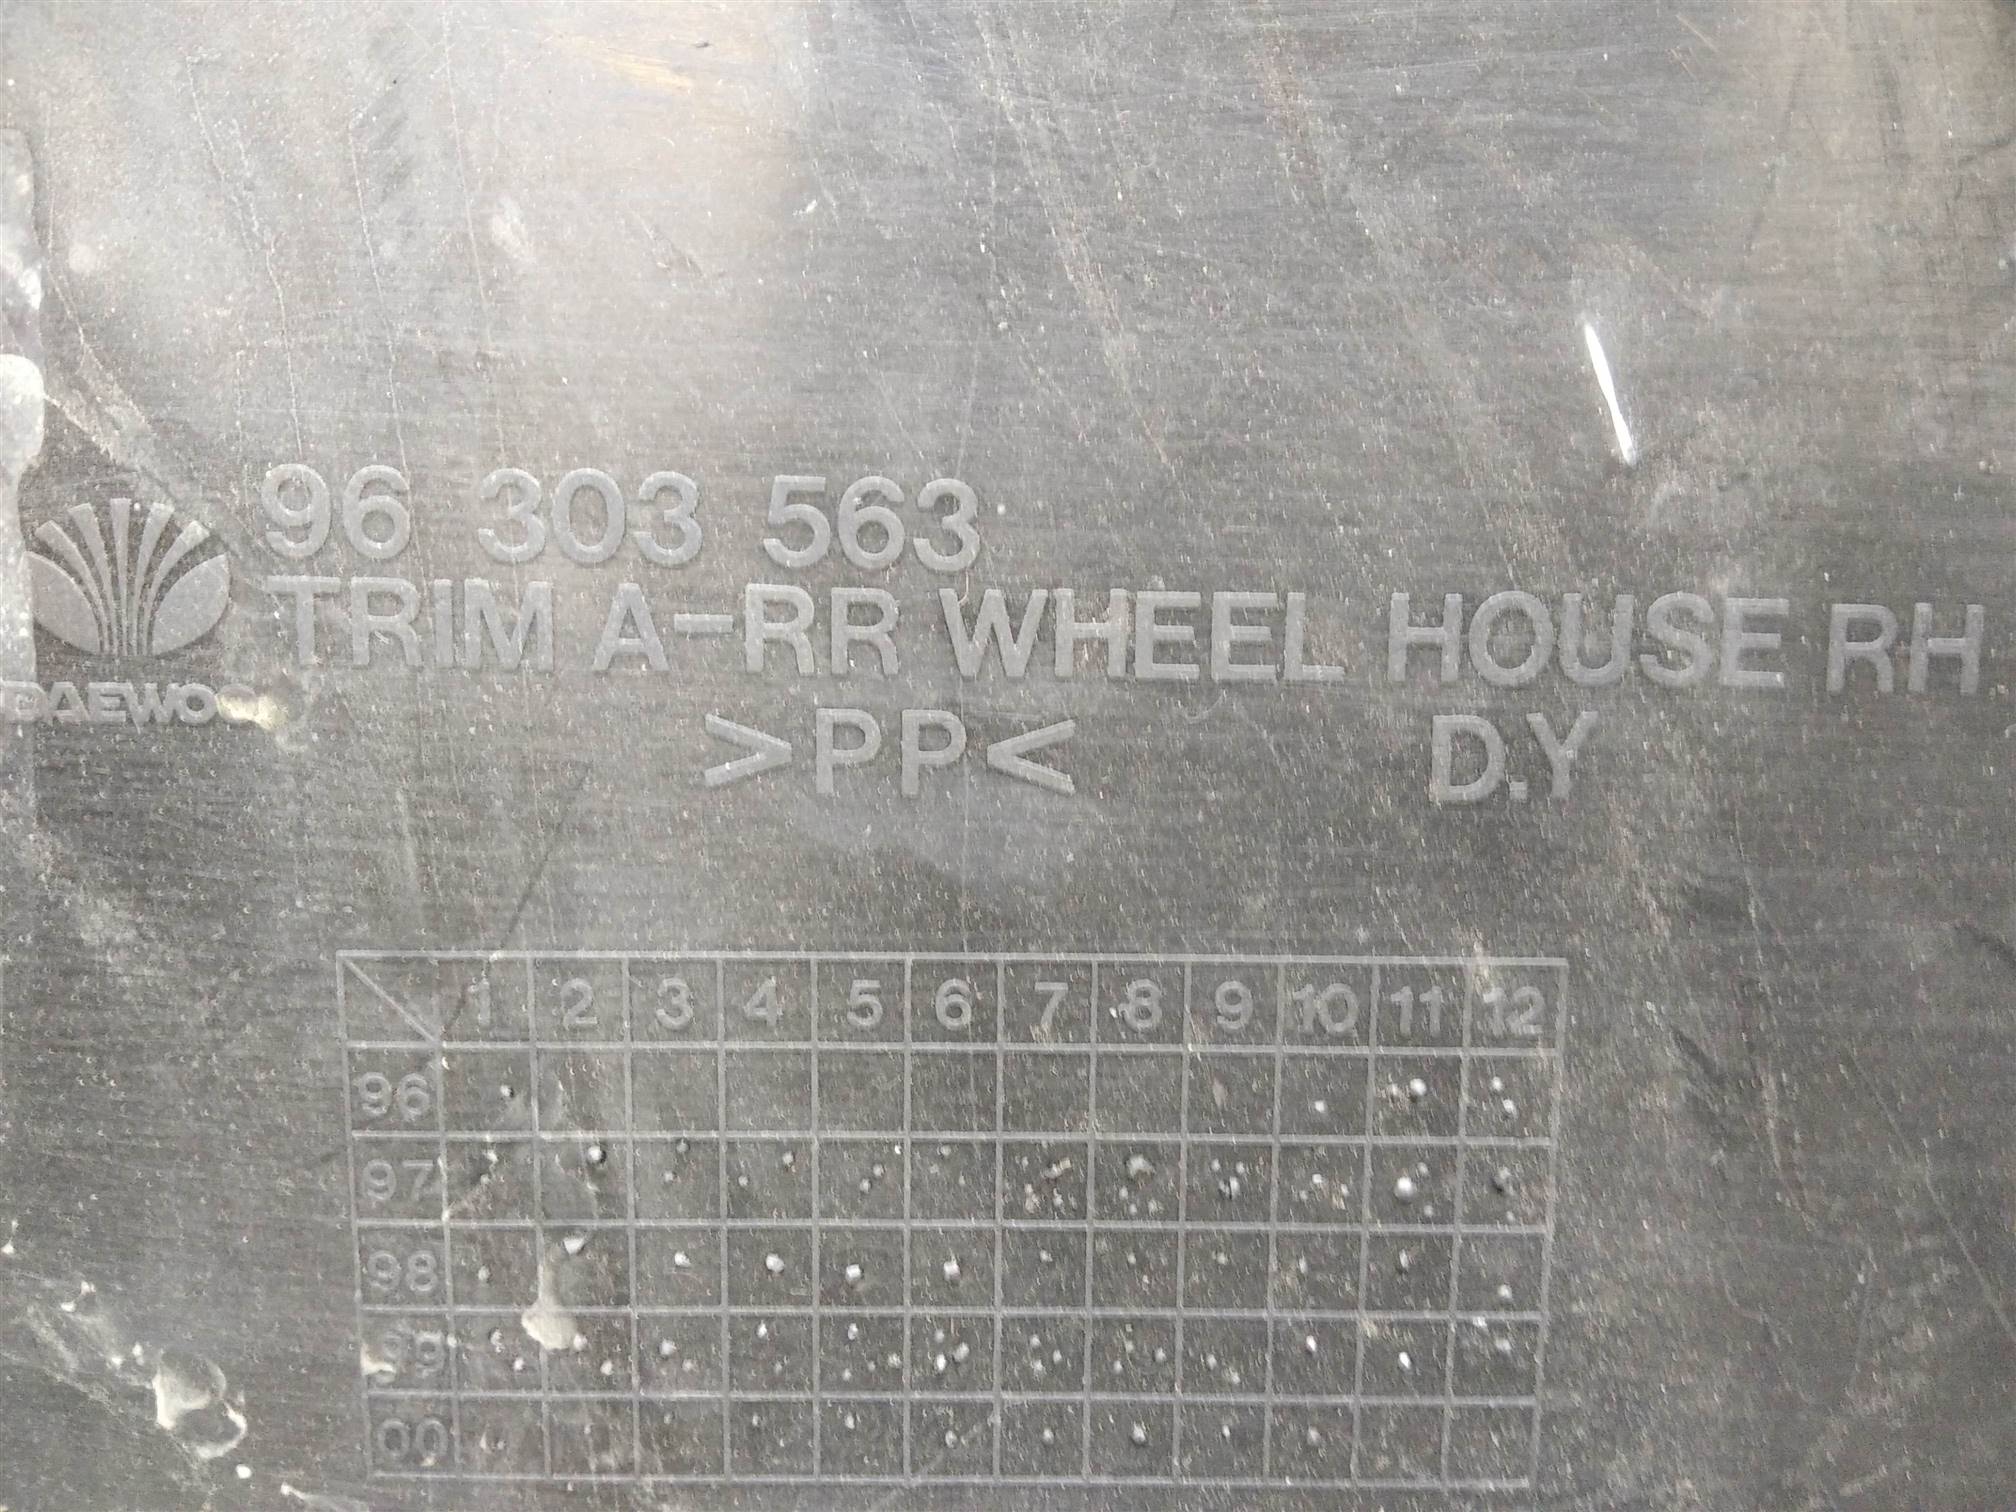 96 303 563
TRIM A-RR WHEEL HOUSE RH
DAEWOO
>PP< D.Y
1 2 3 4 5 6 7 8 9 10 11 12
96
97
98
99
00